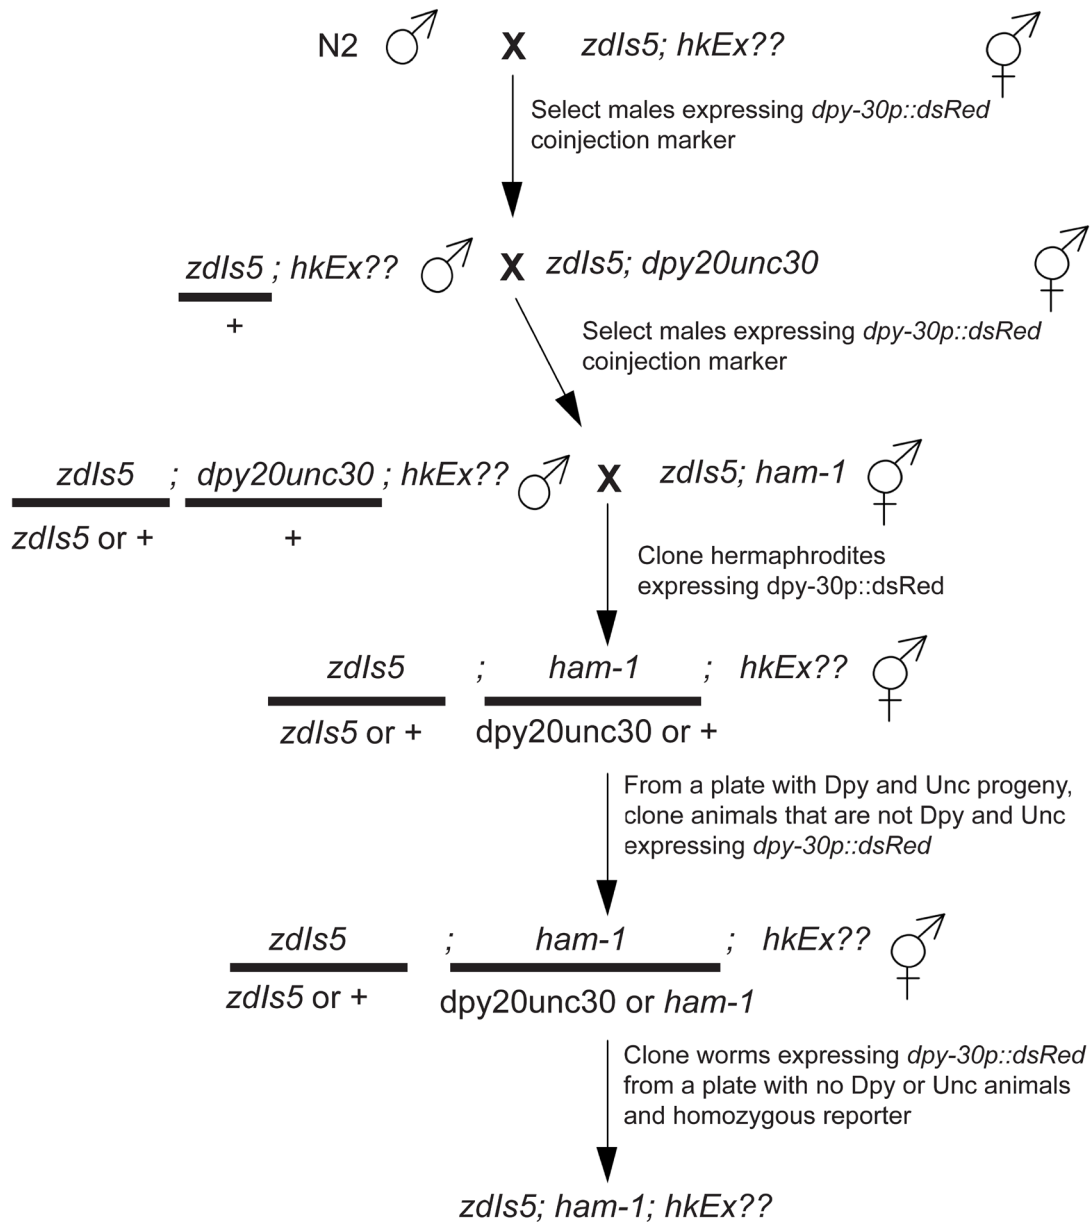 N2 X zdIs5; hkEx??
Select males expressing dpy-30p::dsRed
coinjection marker
zdIs5 ; hkEx?? X zdIs5; dpy20unc30
+
Select males expressing dpy-30p::dsRed
coinjection marker
zdIs5 ; dpy20unc30 ; hkEx?? X zdIs5; ham-1
zdIs5 or + +
Clone hermaphrodites
expressing dpy-30p::dsRed
zdIs5 ; ham-1 ; hkEx??
zdIs5 or + dpy20unc30 or +
From a plate with Dpy and Unc progeny,
clone animals that are not Dpy and Unc
expressing dpy-30p::dsRed
zdIs5 ; ham-1 ; hkEx??
zdIs5 or + dpy20unc30 or ham-1
Clone worms expressing dpy-30p::dsRed
from a plate with no Dpy or Unc animals
and homozygous reporter
zdIs5; ham-1; hkEx??